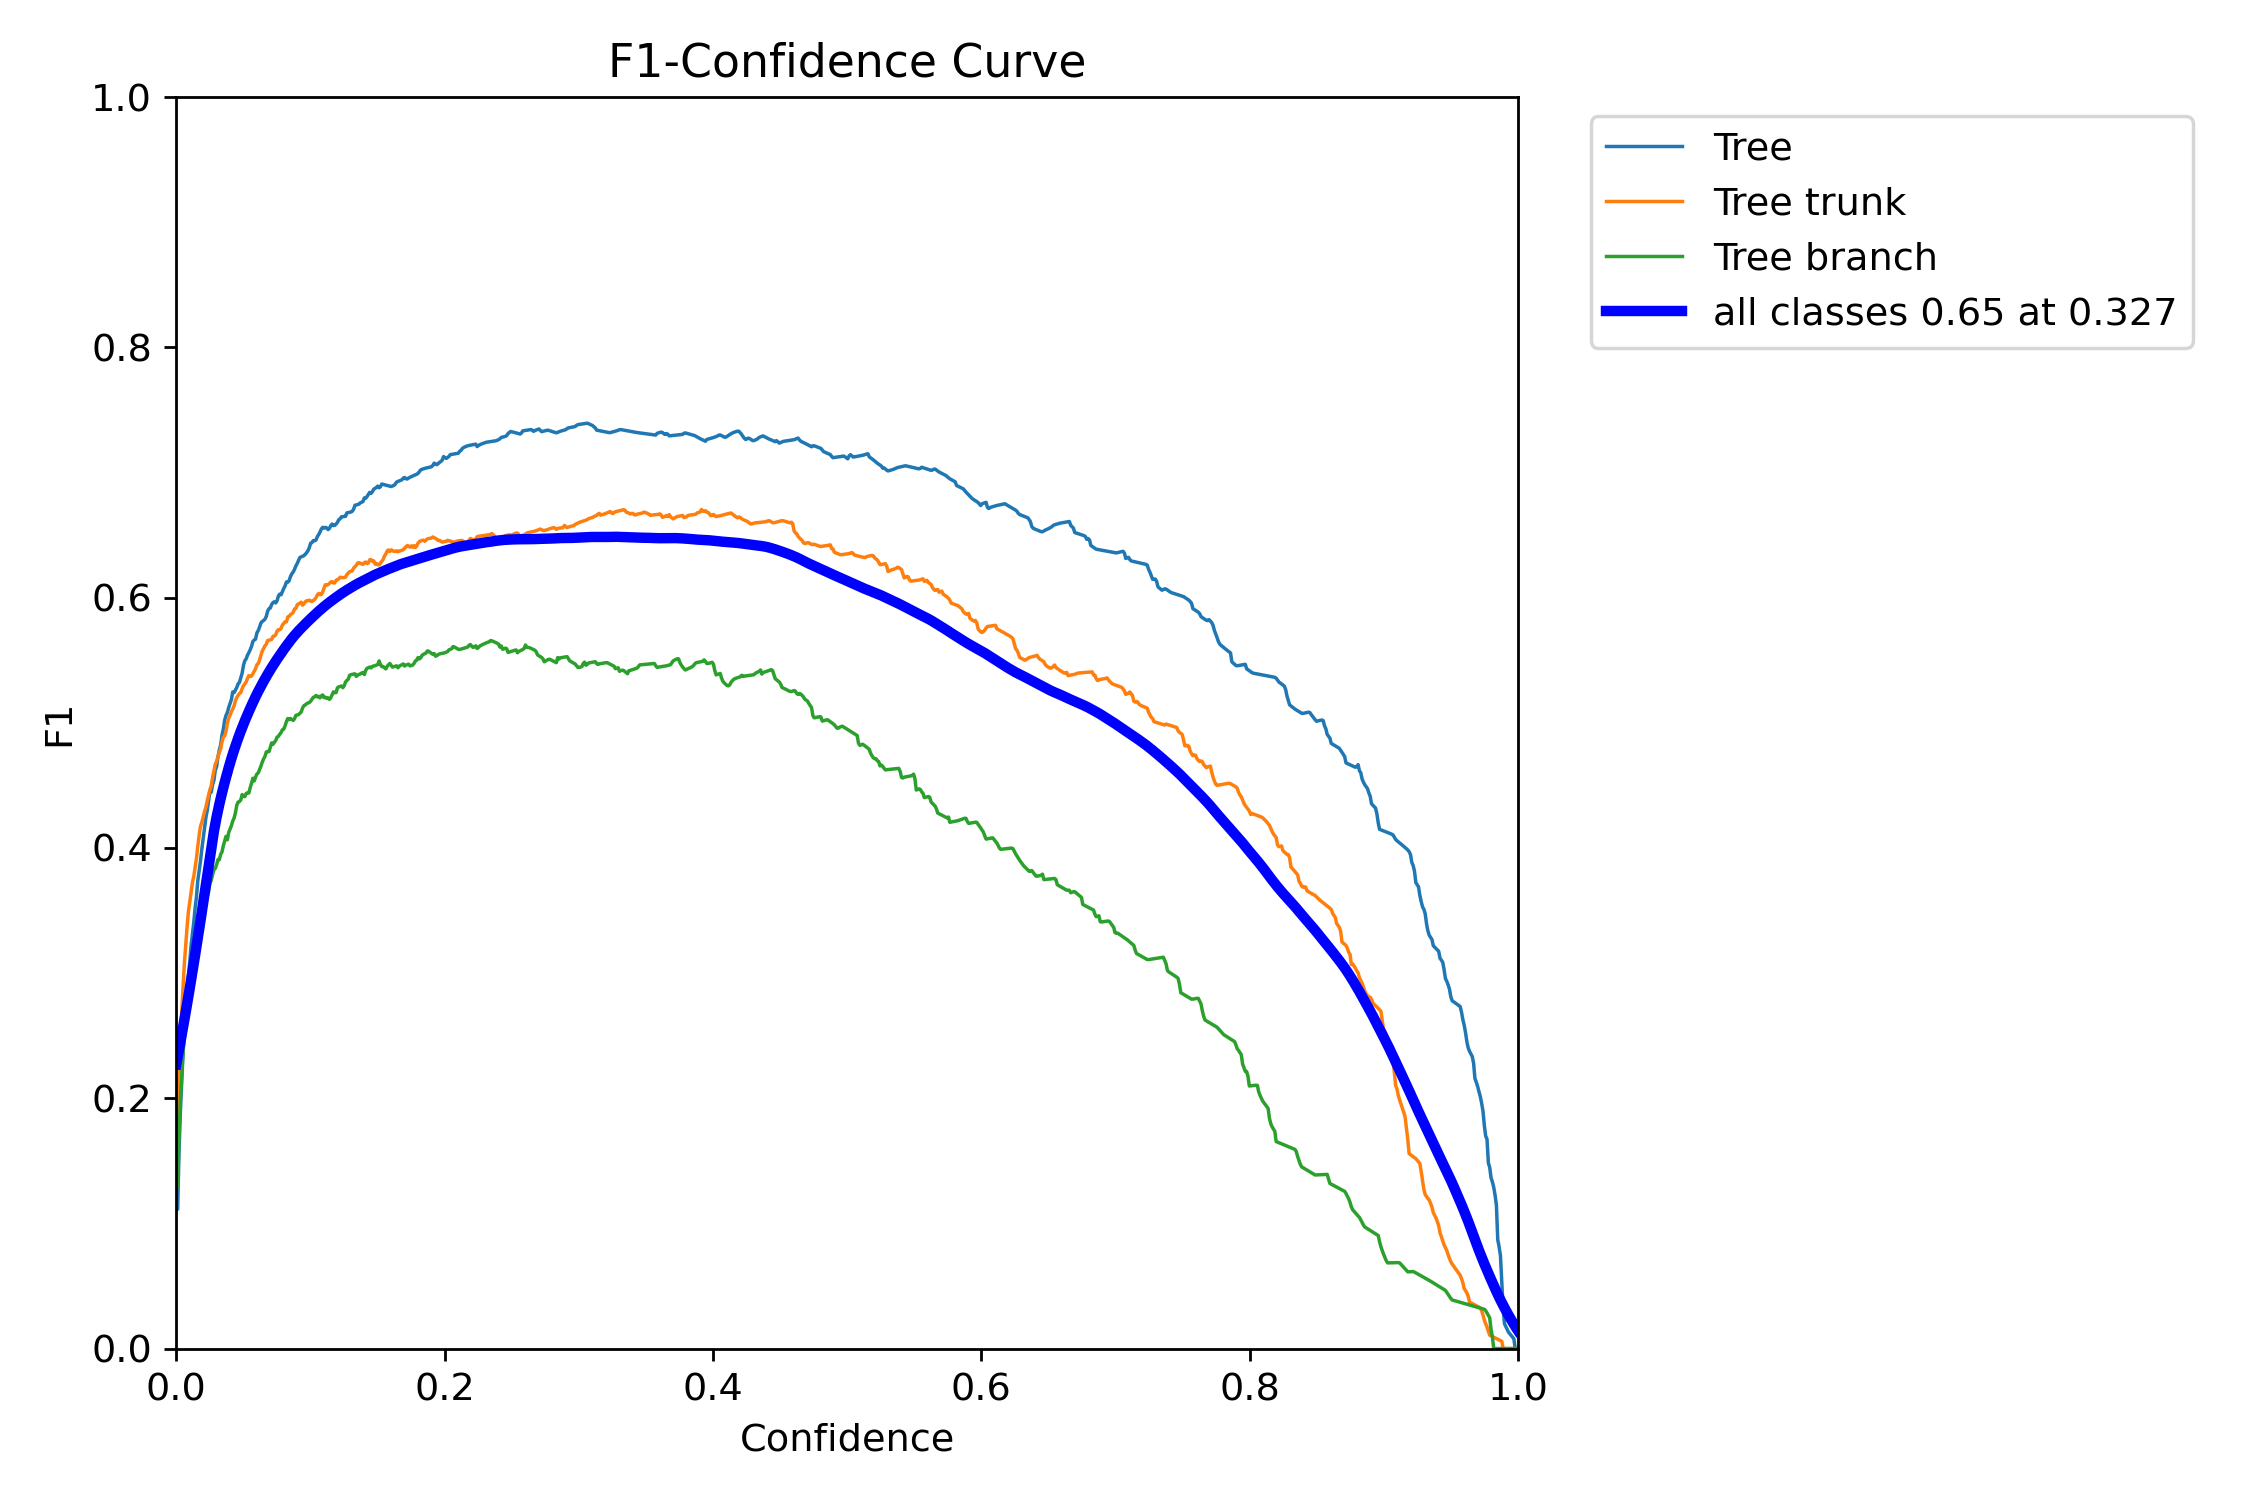 F1-Confidence Curve
1.0
0.8
0.6
0.4
0.2
0.0
F1
0.0 0.2 0.4 0.6 0.8 1.0
Confidence
Tree
Tree trunk
Tree branch
all classes 0.65 at 0.327